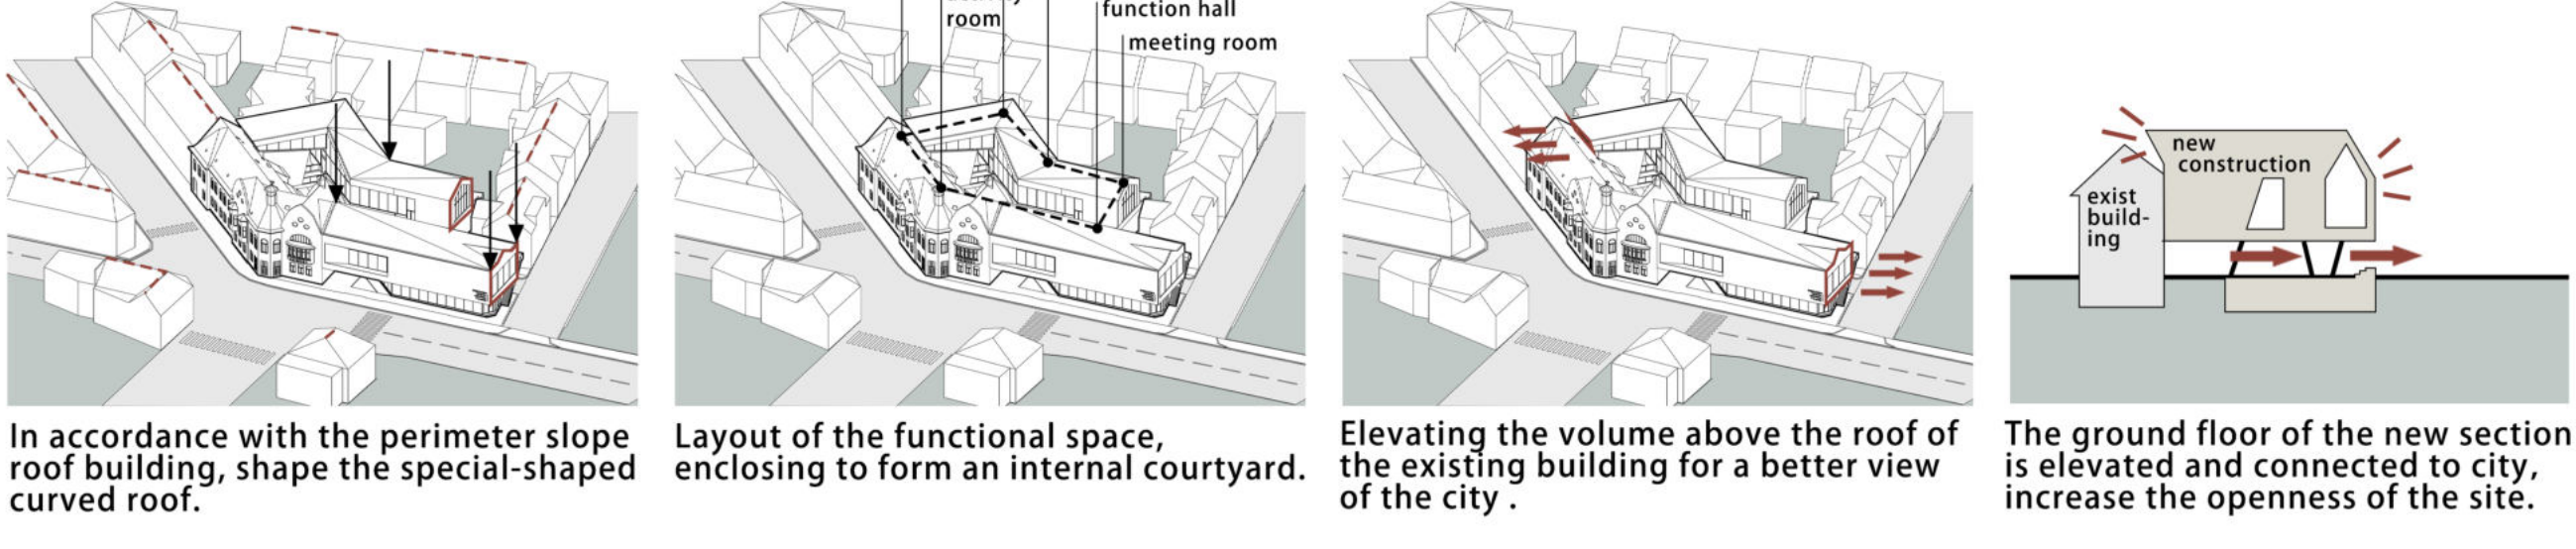 room
function hall
meeting room
new
construction
exist
build-
ing
In accordance with the perimeter slope
roof building, shape the special-shaped
curved roof.
Layout of the functional space,
enclosing to form an internal courtyard.
Elevating the volume above the roof of
the existing building for a better view
of the city .
The ground floor of the new section
is elevated and connected to city,
increase the openness of the site.